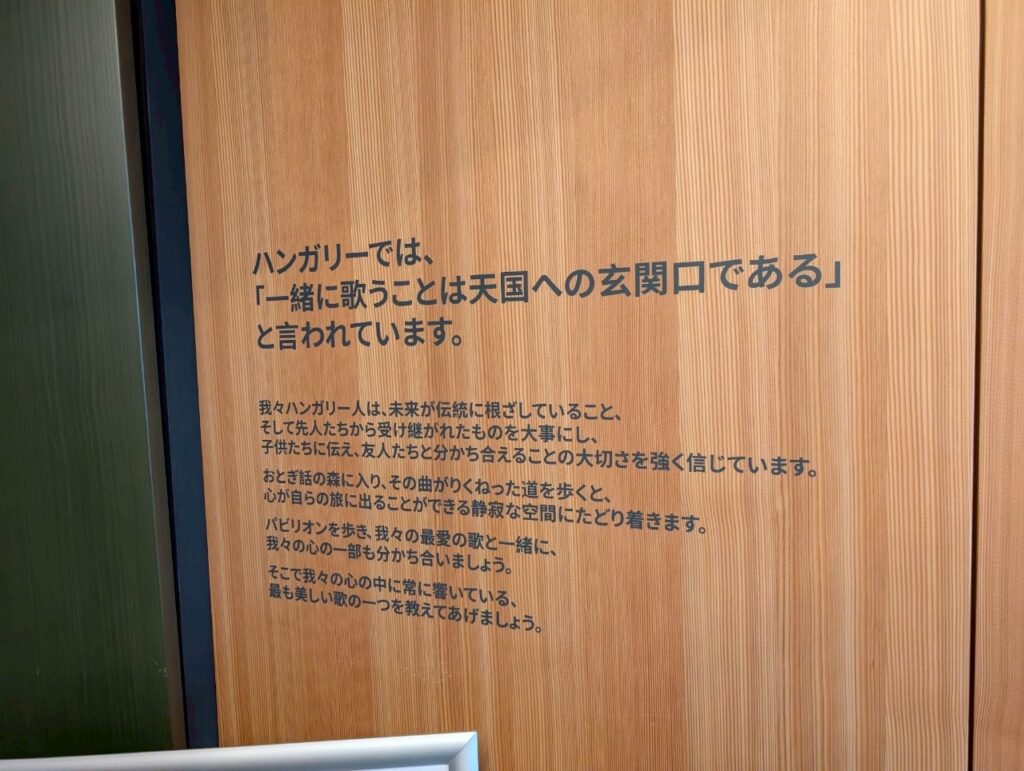 ハンガリーでは、
「一緒に歌うことは天国への玄関口である」
と言われています。
我々ハンガリー人は、未来が伝統に根ざしていること、
そして先人たちから受け継がれたものを大事にし、
子供たちに伝え、友人たちと分かち合えることの大切さを強く信じています。
おとぎ話の森に入り、その曲がりくねった道を歩くと、
心が自らの旅に出ることができる静寂な空間にたどり着きます。
パビリオンを歩き、我々の最愛の歌と一緒に、
我々の心の一部も分かち合いましょう。
そこで我々の心の中に常に響いている、
最も美しい歌の一つを教えてあげましょう。